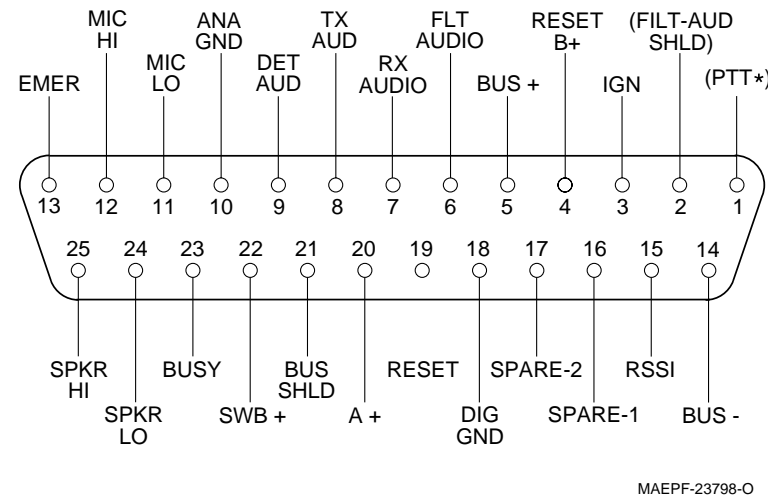 MIC
HI
ANA
GND
TX
AUD
FLT
AUDIO
RESET
B+
(FILT-AUD
SHLD)
EMER
MIC
LO
DET
AUD
RX
AUDIO
BUS +
IGN
(PTT*)
13 12 11 10 9 8 7 6 5 4 3 2 1
25 24 23 22 21 20 19 18 17 16 15 14
SPKR
HI
BUSY
BUS
SHLD
RESET
SPARE-2
RSSI
SPKR
LO
SWB +
A +
DIG
GND
SPARE-1
BUS -
MAEPF-23798-O